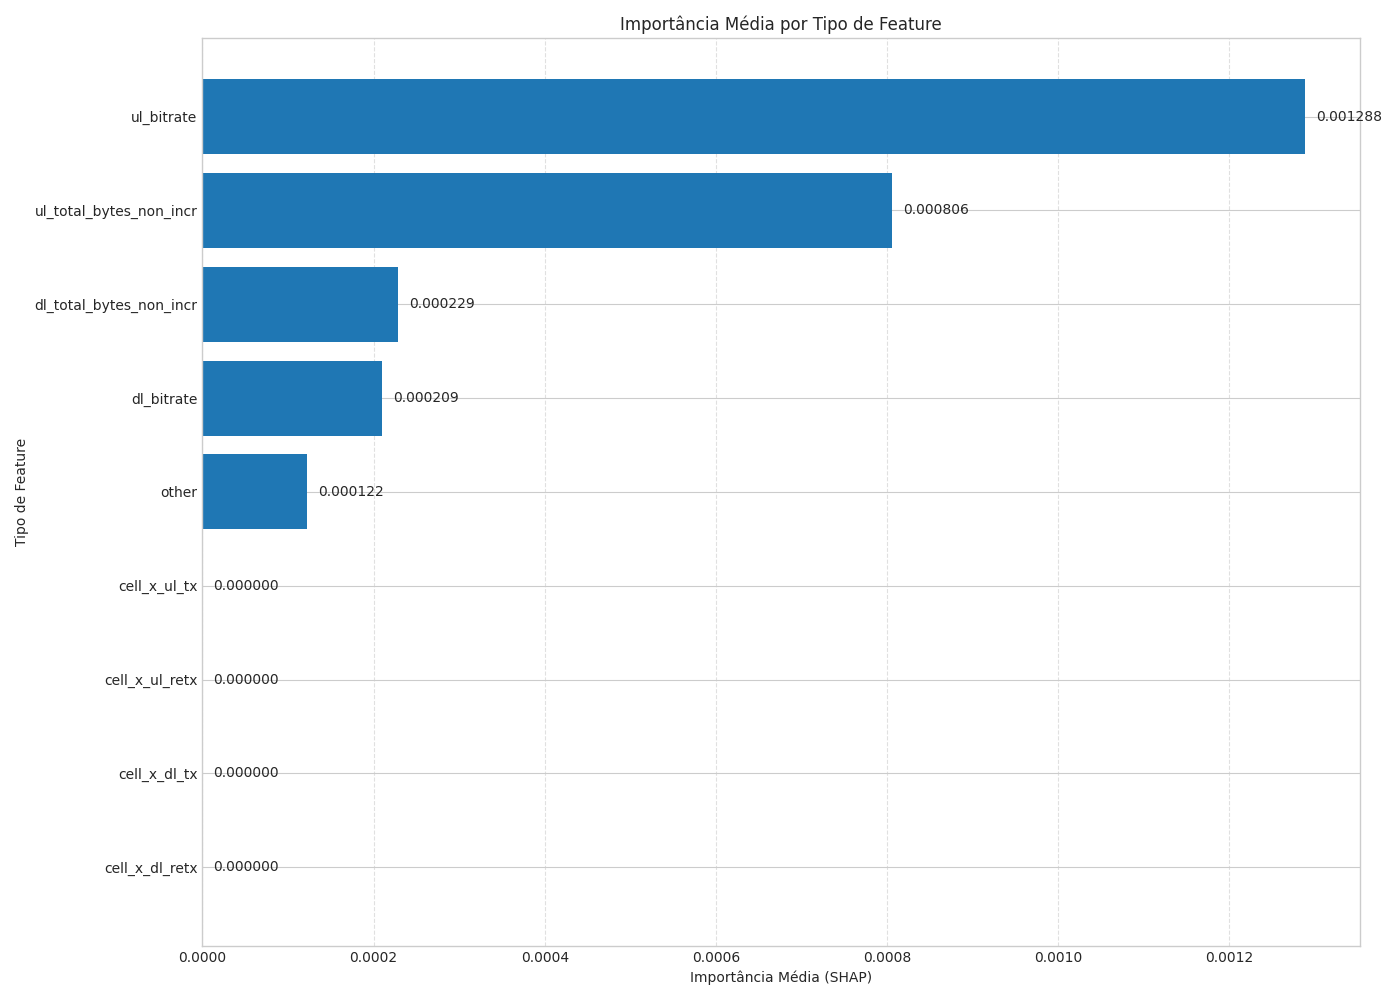 Importância Média por Tipo de Feature
ul_bitrate
0.001288
ul_total_bytes_non_incr
0.000806
dl_total_bytes_non_incr
0.000229
dl_bitrate
0.000209
other
0.000122
cell_x_ul_tx
0.000000
cell_x_ul_retx
0.000000
cell_x_dl_tx
0.000000
cell_x_dl_retx
0.000000
Tipo de Feature
0.0000
0.0002
0.0004
0.0006
0.0008
0.0010
0.0012
Importância Média (SHAP)